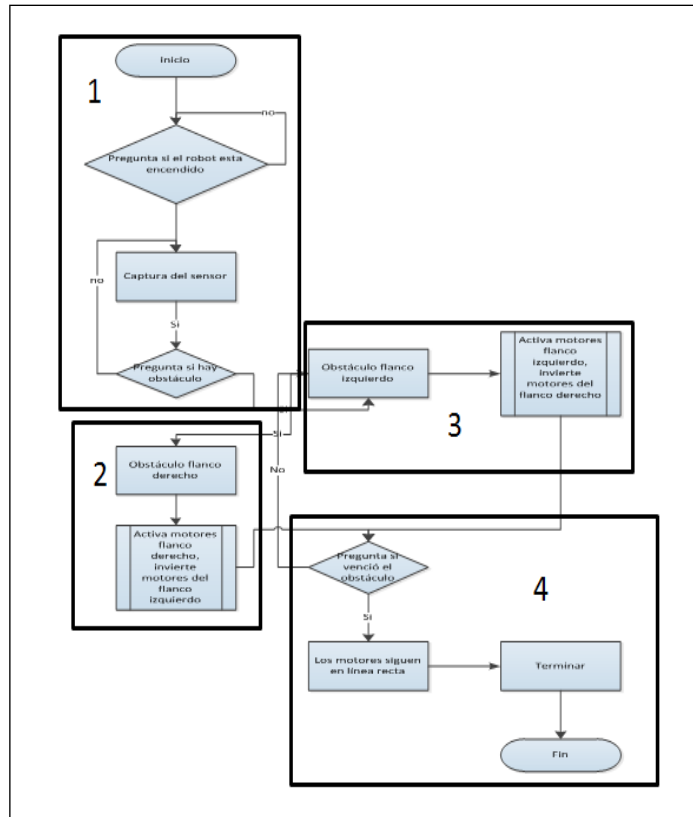 1
Inicio
no
Pregunta si el robot esta
encendido
no
Captura del sensor
Si
Pregunta si hay
obstáculo
Obstáculo flanco
izquierdo
Activa motores
flanco
izquierdo,
invierte
motores del
flanco derecho
3
Si
No
2
Obstáculo flanco
derecho
Activa motores
flanco
derecho,
invierte
motores del
flanco
izquierdo
4
Pregunta si
venció el
obstáculo
Si
Los motores siguen
en línea recta
Terminar
Fin